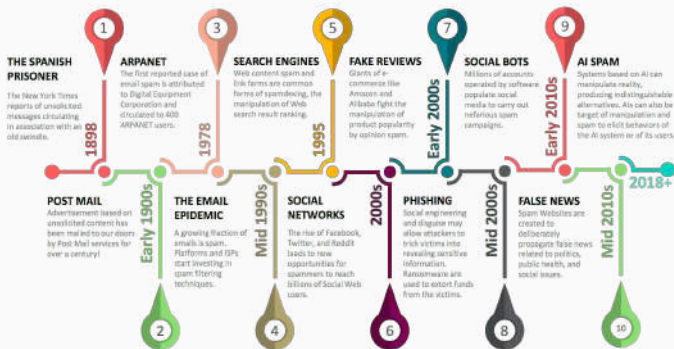 1
3
5
7
9
THE SPANISH
PRISONER
The New York Times
reports of unsolicited
messages circulating
in association with an
old swindle.
1898
ARPANET
The first reported case of
email spam is attributed
to Digital Equipment
Corporation and
circulated to 400
ARPANET users.
1978
SEARCH ENGINES
Web content spam and
link farms are common
forms of spamdexing, the
manipulation of Web
search result ranking.
1995
FAKE REVIEWS
Giants of e-
commerce like
Amazon and
Alibaba fight the
manipulation of
product popularity
by opinion spam.
Early 2000s
SOCIAL BOTS
Millions of accounts
operated by software
populate social
media to carry out
nefarious spam
campaigns.
Early 2010s
AI SPAM
Systems based on AI can
manipulate reality,
producing indistinguishable
alternatives. AIs can also be
target of manipulation and
spam to elicit behaviors of
the AI system or of its users.
2018+
POST MAIL
Advertisement based on
unsolicited content has
been mailed to our doors
by Post Mail services for
over a century!
Early 1900s
THE EMAIL
EPIDEMIC
A growing fraction of
emails is spam.
Platforms and ISPs
start investing in
spam filtering
techniques.
Mid 1990s
SOCIAL
NETWORKS
The rise of Facebook,
Twitter, and Reddit
leads to new
opportunities for
spammers to reach
billions of Social Web
users.
2000s
PHISHING
Social engineering
and disguise may
allow attackers to
trick victims into
revealing sensitive
information.
Ransomware are
used to extort funds
from the victims.
Mid 2000s
FALSE NEWS
Spam Websites are
created to
deliberately
propagate false news
related to politics,
public health, and
social issues.
Mid 2010s
2
4
6
8
10